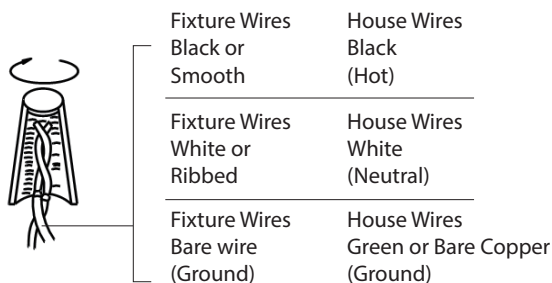 Fixture Wires House Wires
Black or Black
Smooth (Hot)
Fixture Wires House Wires
White or White
Ribbed (Neutral)
Fixture Wires House Wires
Bare wire Green or Bare Copper
(Ground) (Ground)